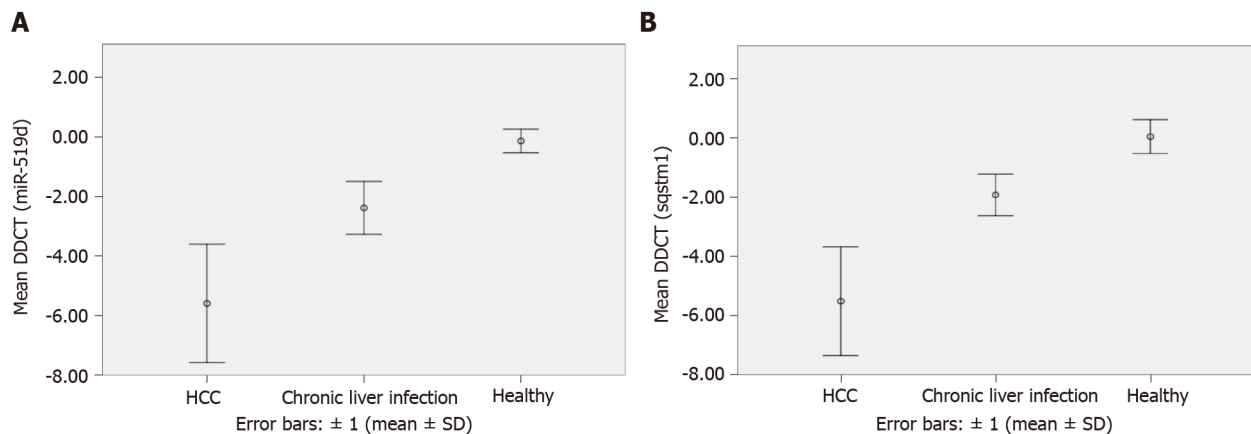 A
Mean DDCT (miR-519d)
2.00
0.00
-2.00
-4.00
-6.00
-8.00
HCC
Chronic liver infection
Healthy
Error bars: ± 1 (mean ± SD)
B
Mean DDCT (sqstm1)
2.00
0.00
-2.00
-4.00
-6.00
-8.00
HCC
Chronic liver infection
Healthy
Error bars: ± 1 (mean ± SD)